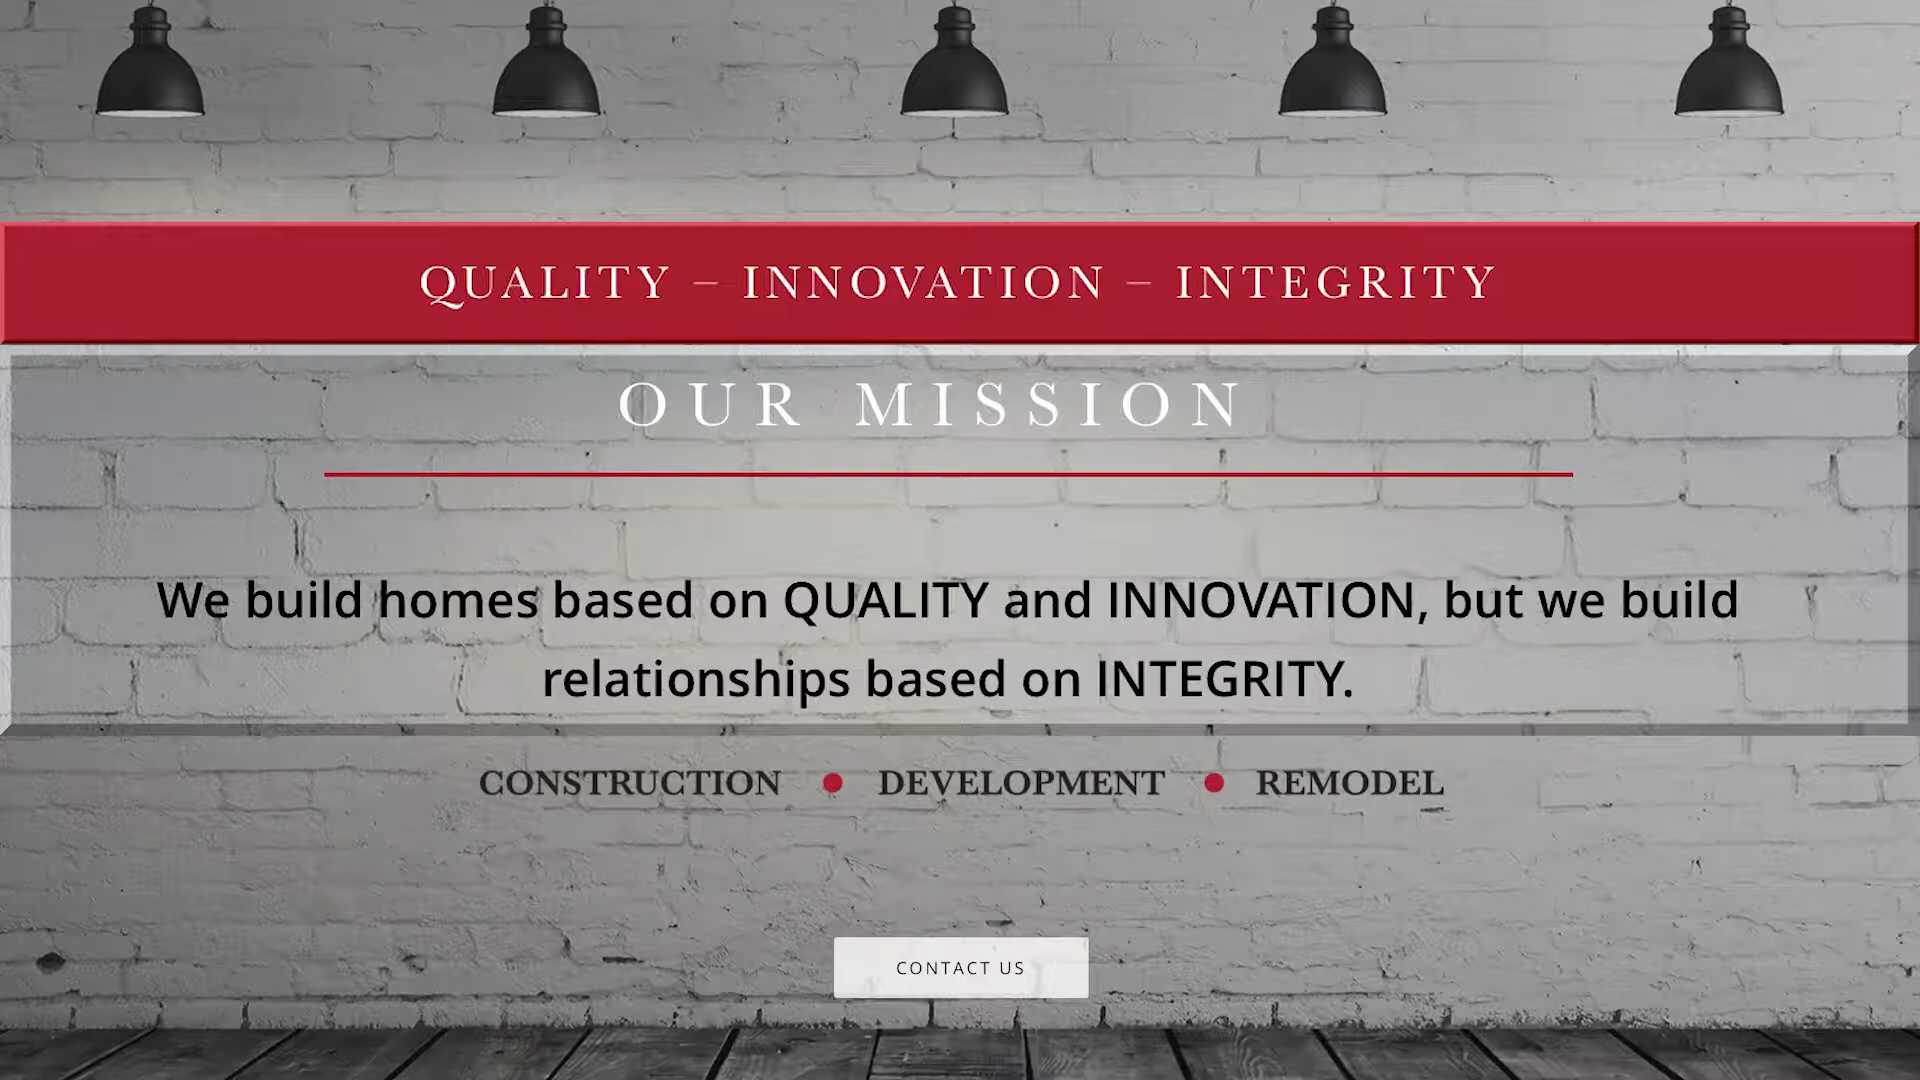 QUALITY – INNOVATION – INTEGRITY
OUR MISSION
We build homes based on QUALITY and INNOVATION, but we build
relationships based on INTEGRITY.
CONSTRUCTION ● DEVELOPMENT ● REMODEL
CONTACT US